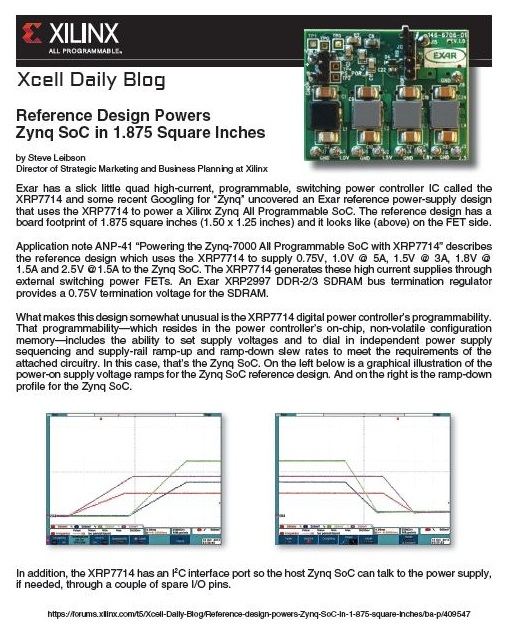 XILINX
ALL PROGRAMMABLE™
EXAR
Xcell Daily Blog
Reference Design Powers
Zynq SoC in 1.875 Square Inches
by Steve Leibson
Director of Strategic Marketing and Business Planning at Xilinx
Exar has a slick little quad high-current, programmable, switching power controller IC called the
XRP7714 and some recent Googling for “Zynq” uncovered an Exar reference power-supply design
that uses the XRP7714 to power a Xilinx Zynq All Programmable SoC. The reference design has a
board footprint of 1.875 square inches (1.50 x 1.25 inches) and it looks like (above) on the FET side.
Application note ANP-41 “Powering the Zynq-7000 All Programmable SoC with XRP7714” describes
the reference design which uses the XRP7714 to supply 0.75V, 1.0V @ 5A, 1.5V @ 3A, 1.8V @
1.5A and 2.5V @1.5A to the Zynq SoC. The XRP7714 generates these high current supplies through
external switching power FETs. An Exar XRP2997 DDR-2/3 SDRAM bus termination regulator
provides a 0.75V termination voltage for the SDRAM.
What makes this design somewhat unusual is the XRP7714 digital power controller’s programmability.
That programmability—which resides in the power controller’s on-chip, non-volatile configuration
memory—includes the ability to set supply voltages and to dial in independent power supply
sequencing and supply-rail ramp-up and ramp-down slew rates to meet the requirements of the
attached circuitry. In this case, that’s the Zynq SoC. On the left below is a graphical illustration of the
power-on supply voltage ramps for the Zynq SoC reference design. And on the right is the ramp-down
profile for the Zynq SoC.
In addition, the XRP7714 has an I²C interface port so the host Zynq SoC can talk to the power supply,
if needed, through a couple of spare I/O pins.
https://forums.xilinx.com/t5/Xcell-Daily-Blog/Reference-design-powers-Zynq-SoC-in-1-875-square-inches/ba-p/409547